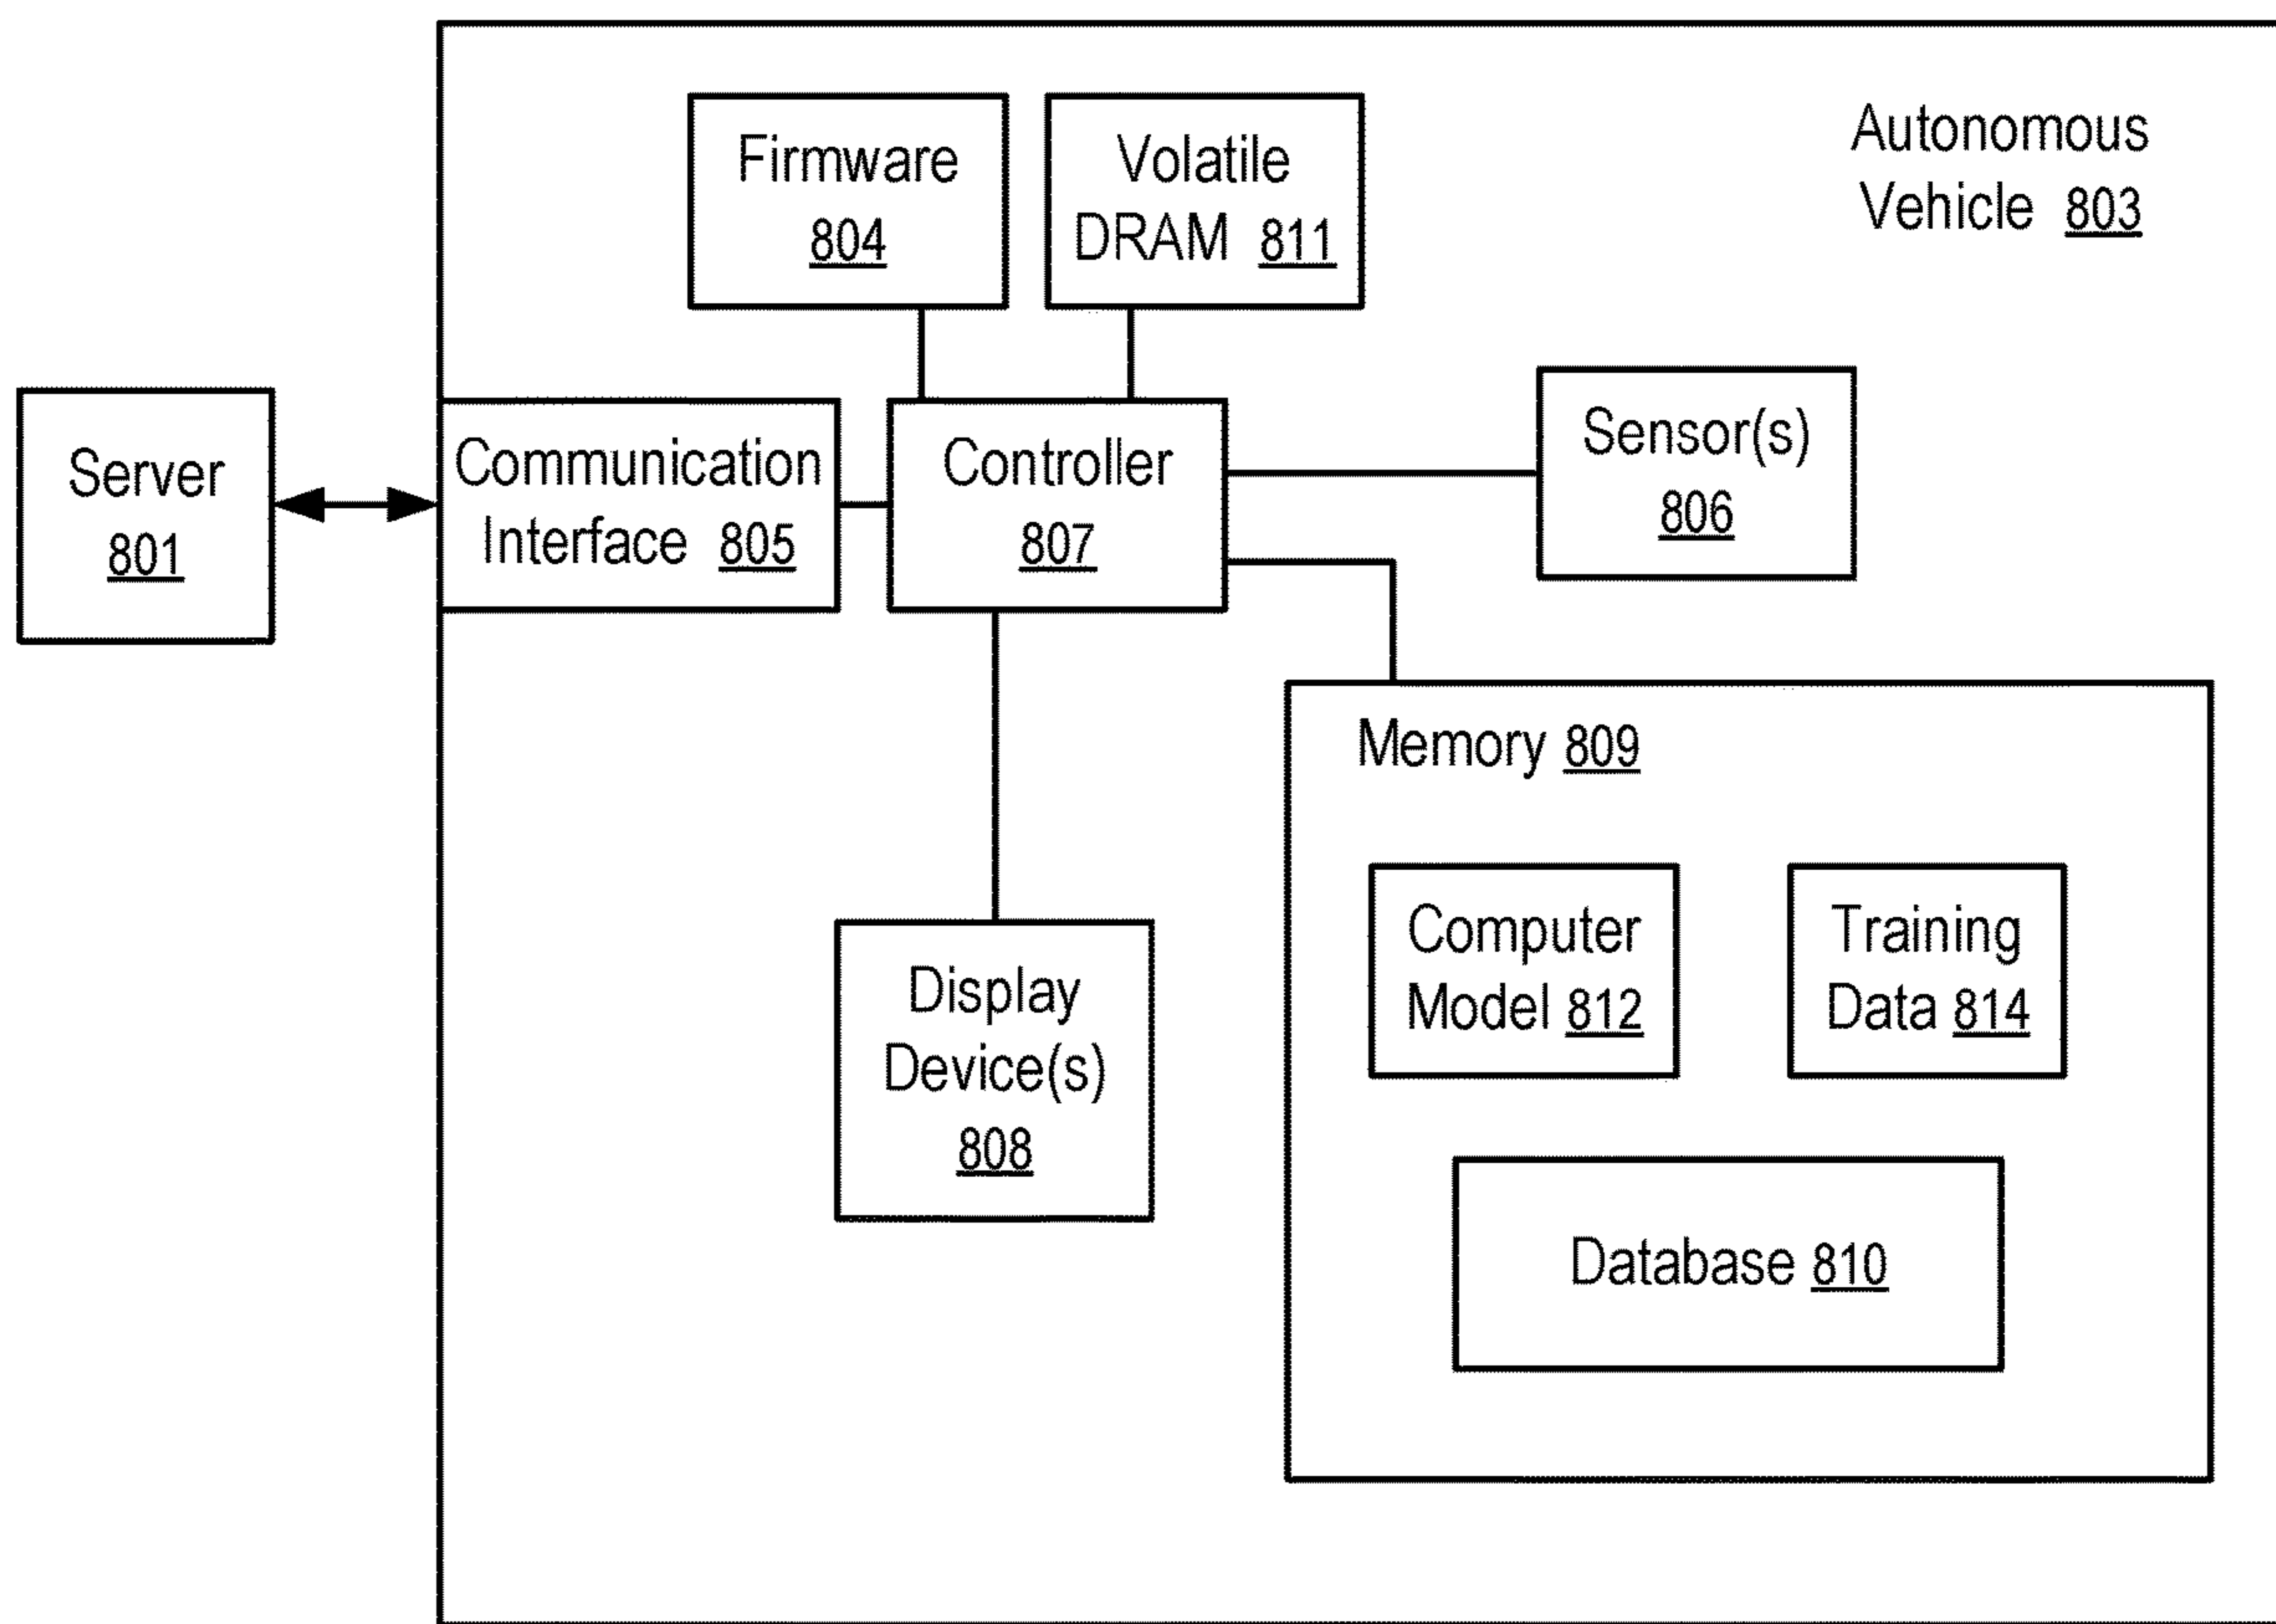 Firmware
804
Volatile
DRAM 811
Autonomous
Vehicle 803
Server
801
Communication
Interface 805
Controller
807
Sensor(s)
806
Memory 809
Computer
Model 812
Training
Data 814
Display
Device(s)
808
Database 810